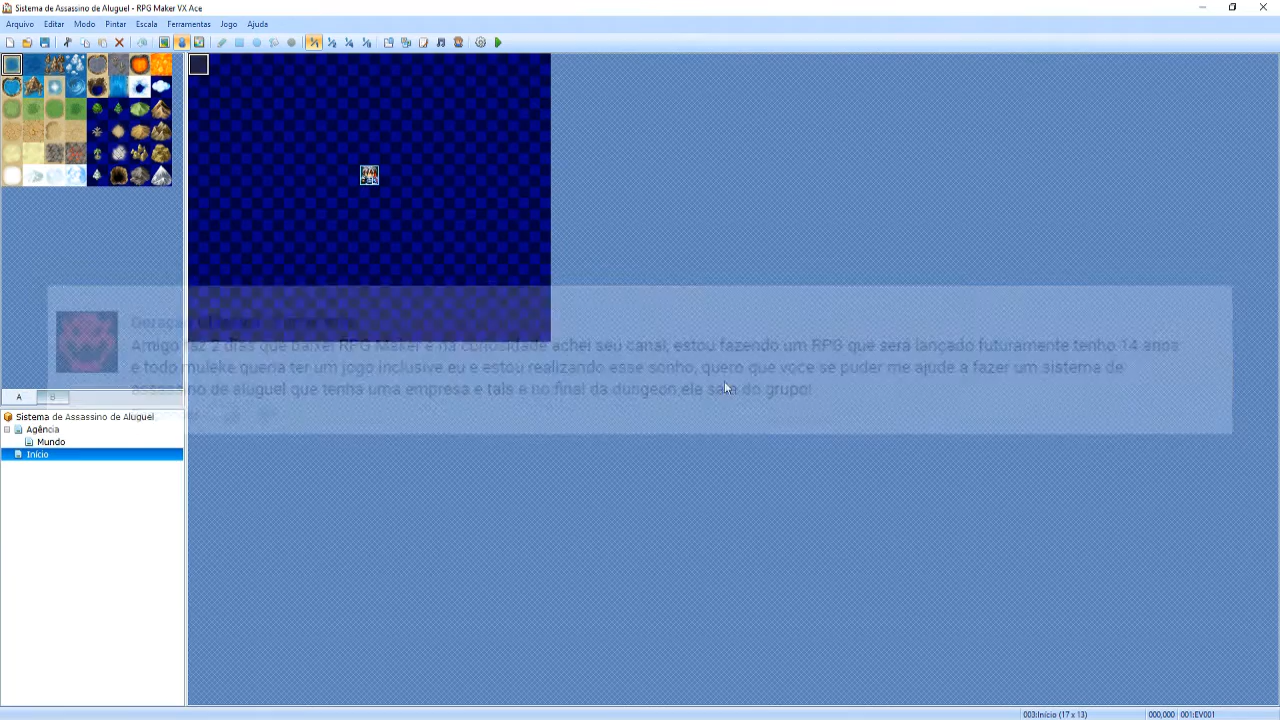 Sistema de Assassino de Aluguel - RPG Maker VX Ace
Arquivo Editar Modo Pintar Escala Jogo Ferramentas Jogo Ajuda
Amigo faz 2 dias que baixei RPG Maker e na curiosidade achei seu canal, estou fazendo um RPG que será lançado futuramente tenho 14 anos
e todo muleke queria ter um jogo inclusive eu e estou realizando esse sonho, quero que voce se puder me ajude a fazer um sistema de
assassino de aluguel que tenha uma empresa e tals e no final da dungeon ele saia grupo!
A B
Sistema de Assassino de Aluguel
Agência
Mundo
Início
003:Início (17 x 13) 000,000 001:EV001